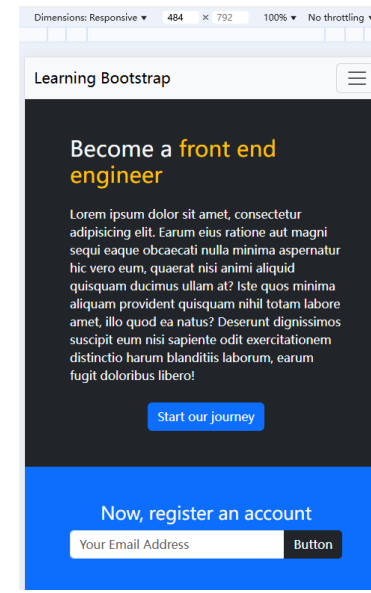 Dimensions: Responsive ▼ 484 × 792 100% ▼ No throttling ▼
Learning Bootstrap
Become a front end
engineer
Lorem ipsum dolor sit amet, consectetur
adipisicing elit. Earum eius ratione aut magni
sequi eaque obcaecati nulla minima aspernatur
hic vero eum, quaerat nisi animi aliquid
quisquam ducimus ullam at? Iste quos minima
aliquam provident quisquam nihil totam labore
amet, illo quod ea natus? Deserunt dignissimos
suscipit eum nisi sapiente odit exercitationem
distinctio harum blanditiis laborum, earum
fugit doloribus libero!
Start our journey
Now, register an account
Your Email Address Button